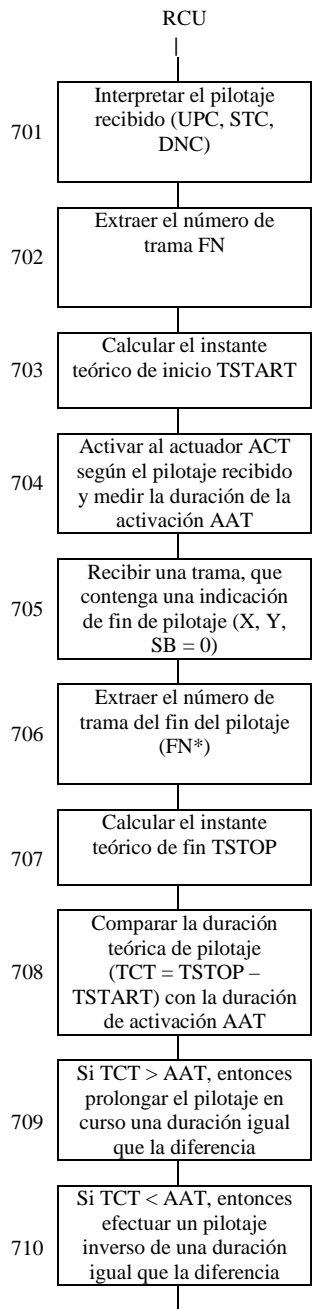 RCU
701
Interpretar el pilotaje
recibido (UPC, STC,
DNC)
702
Extraer el número de
trama FN
703
Calcular el instante
teórico de inicio TSTART
704
Activar al actuador ACT
según el pilotaje recibido
y medir la duración de la
activación AAT
705
Recibir una trama, que
contenga una indicación
de fin de pilotaje (X, Y,
SB = 0)
706
Extraer el número de
trama del fin del pilotaje
(FN*)
707
Calcular el instante
teórico de fin TSTOP
708
Comparar la duración
teórica de pilotaje
(TCT = TSTOP –
TSTART) con la duración
de activación AAT
709
Si TCT > AAT, entonces
prolongar el pilotaje en
curso una duración igual
que la diferencia
710
Si TCT < AAT, entonces
efectuar un pilotaje
inverso de una duración
igual que la diferencia